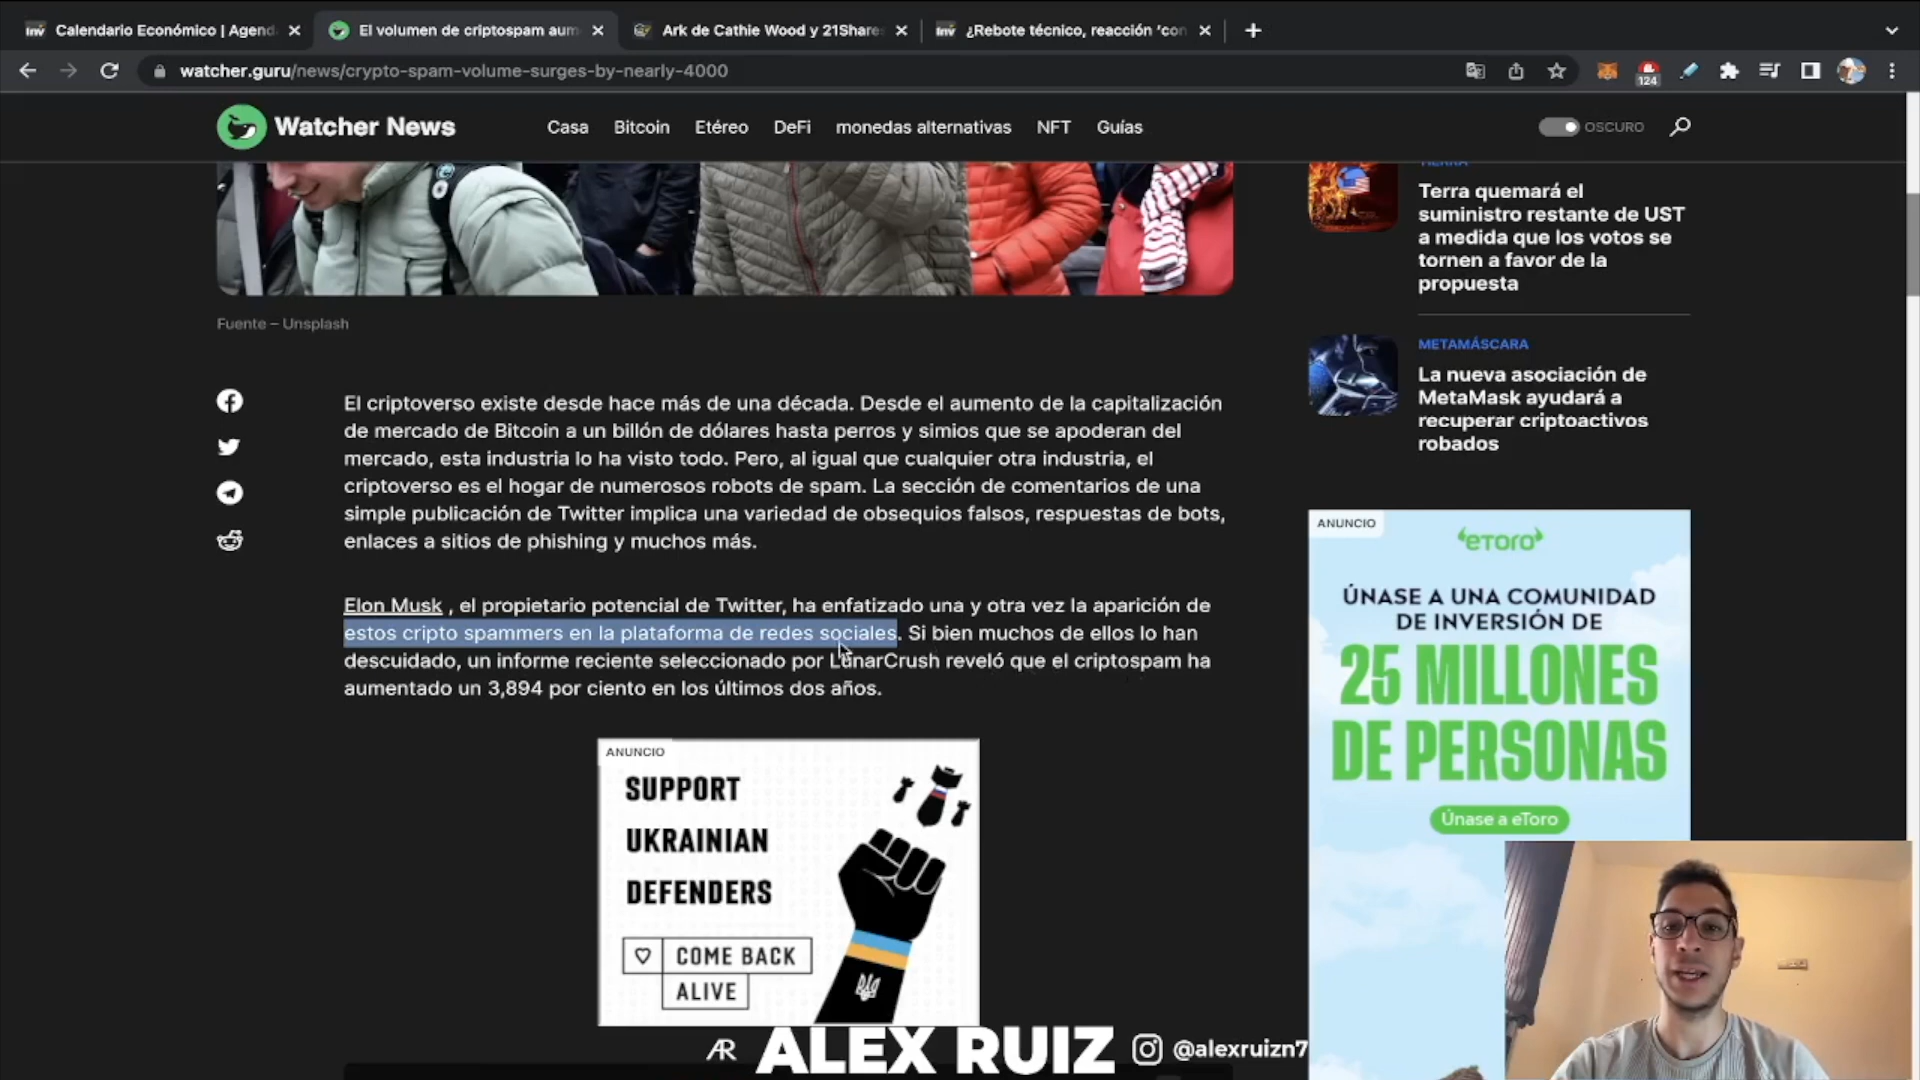 Calendario Económico | Agend
El volumen de criptospam aum
Ark de Cathie Wood y 21Share
¿Rebote técnico, reacción 'con
watcher.guru/news/crypto-spam-volume-surges-by-nearly-4000
124
Watcher News
Casa
Bitcoin
Etéreo
DeFi
monedas alternativas
NFT
Guías
OSCURO
Fuente – Unsplash
El criptoverso existe desde hace más de una década. Desde el aumento de la capitalización
de mercado de Bitcoin a un billón de dólares hasta perros y simios que se apoderan del
mercado, esta industria lo ha visto todo. Pero, al igual que cualquier otra industria, el
criptoverso es el hogar de numerosos robots de spam. La sección de comentarios de una
simple publicación de Twitter implica una variedad de obsequios falsos, respuestas de bots,
enlaces a sitios de phishing y muchos más.
Elon Musk , el propietario potencial de Twitter, ha enfatizado una y otra vez la aparición de
estos cripto spammers en la plataforma de redes sociales. Si bien muchos de ellos lo han
descuidado, un informe reciente seleccionado por LunarCrush reveló que el criptospam ha
aumentado un 3,894 por ciento en los últimos dos años.
ANUNCIO
SUPPORT
UKRAINIAN
DEFENDERS
COME BACK
ALIVE
TIERRA
Terra quemará el
suministro restante de UST
a medida que los votos se
tornen a favor de la
propuesta
METAMÁSCARA
La nueva asociación de
MetaMask ayudará a
recuperar criptoactivos
robados
ANUNCIO
eToro
ÚNASE A UNA COMUNIDAD
DE INVERSIÓN DE
25 MILLONES
DE PERSONAS
Únase a eToro
AR ALEX RUIZ @alexruizn7